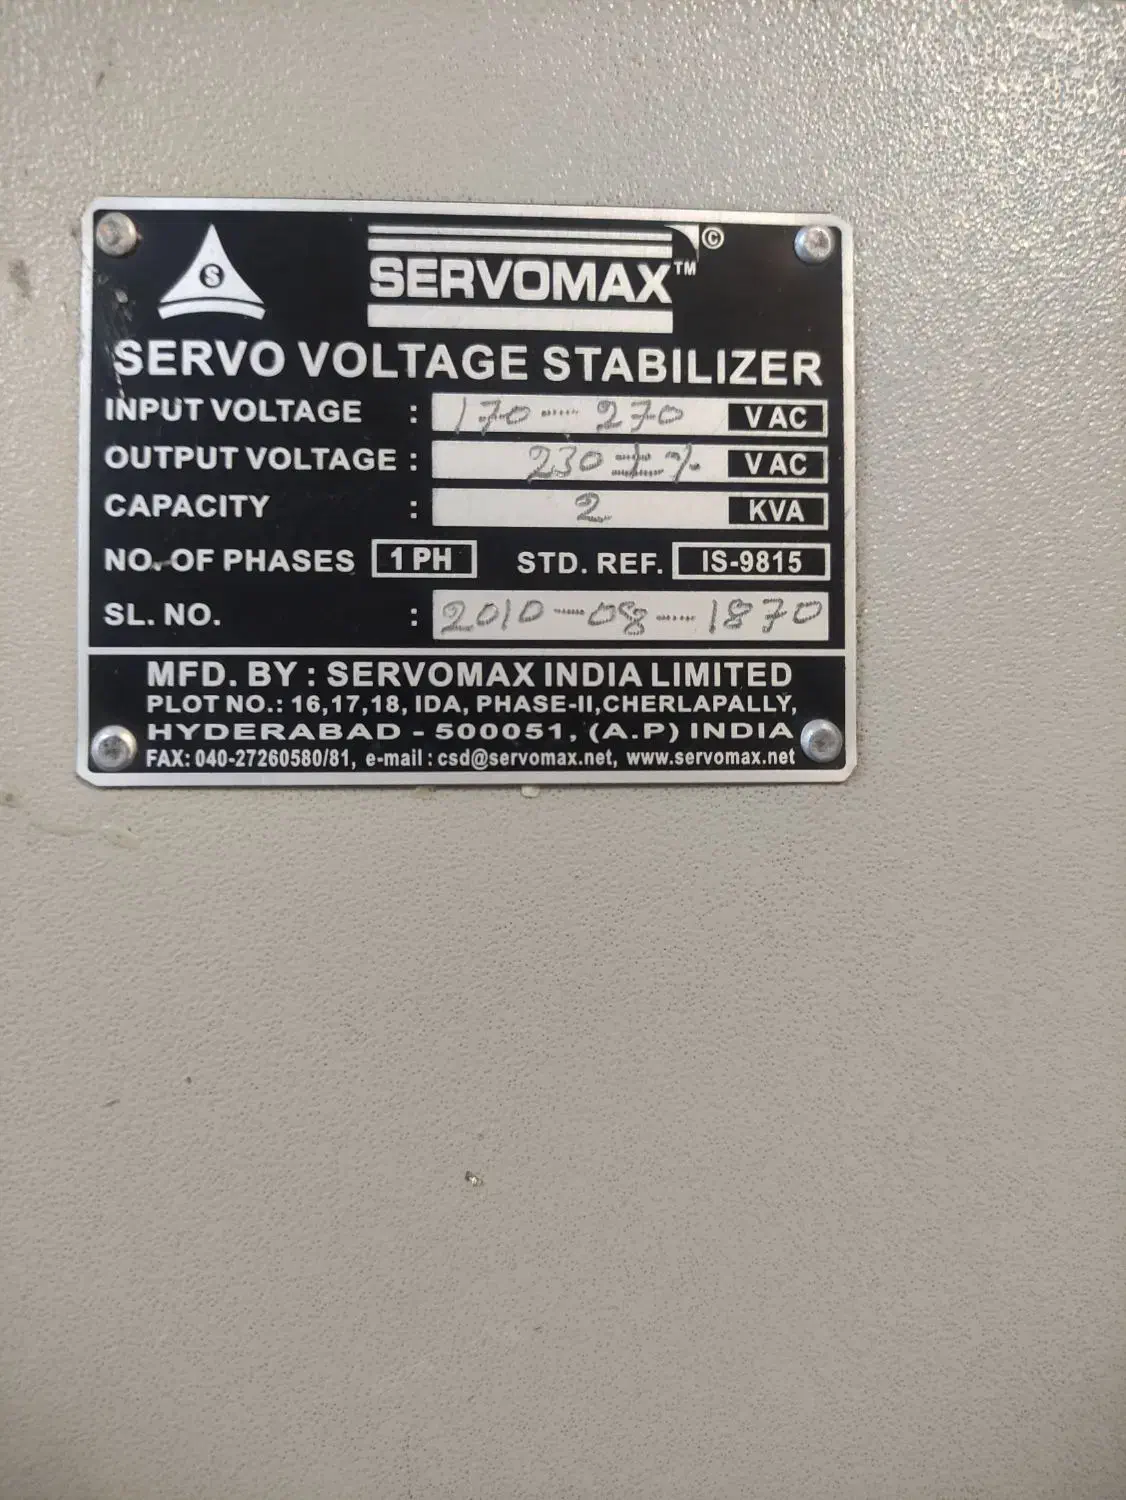 S
©
SERVOMAX™
SERVO VOLTAGE STABILIZER
INPUT VOLTAGE : 170 - 270 V AC
OUTPUT VOLTAGE : 230 ± 1% V AC
CAPACITY : 2 KVA
NO. OF PHASES 1 PH STD. REF. IS-9815
SL. NO. : 2010-08-1870
MFD. BY : SERVOMAX INDIA LIMITED
PLOT NO.: 16,17,18, IDA, PHASE-II,CHERLAPALLY,
HYDERABAD - 500051, (A.P) INDIA
FAX: 040-27260580/81, e-mail : csd@servomax.net, www.servomax.net